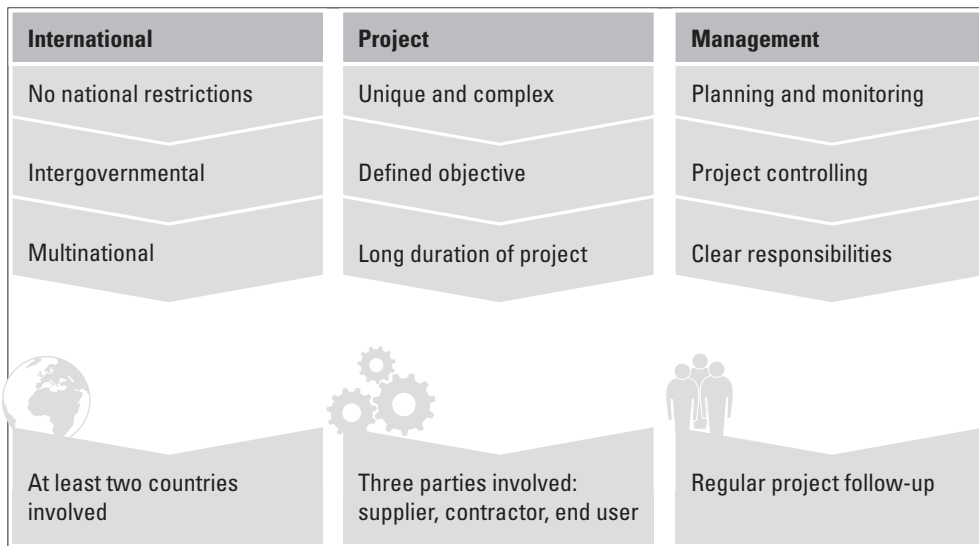 International
No national restrictions
Intergovernmental
Multinational
At least two countries
involved
Project
Unique and complex
Defined objective
Long duration of project
Three parties involved:
supplier, contractor, end user
Management
Planning and monitoring
Project controlling
Clear responsibilities
Regular project follow-up